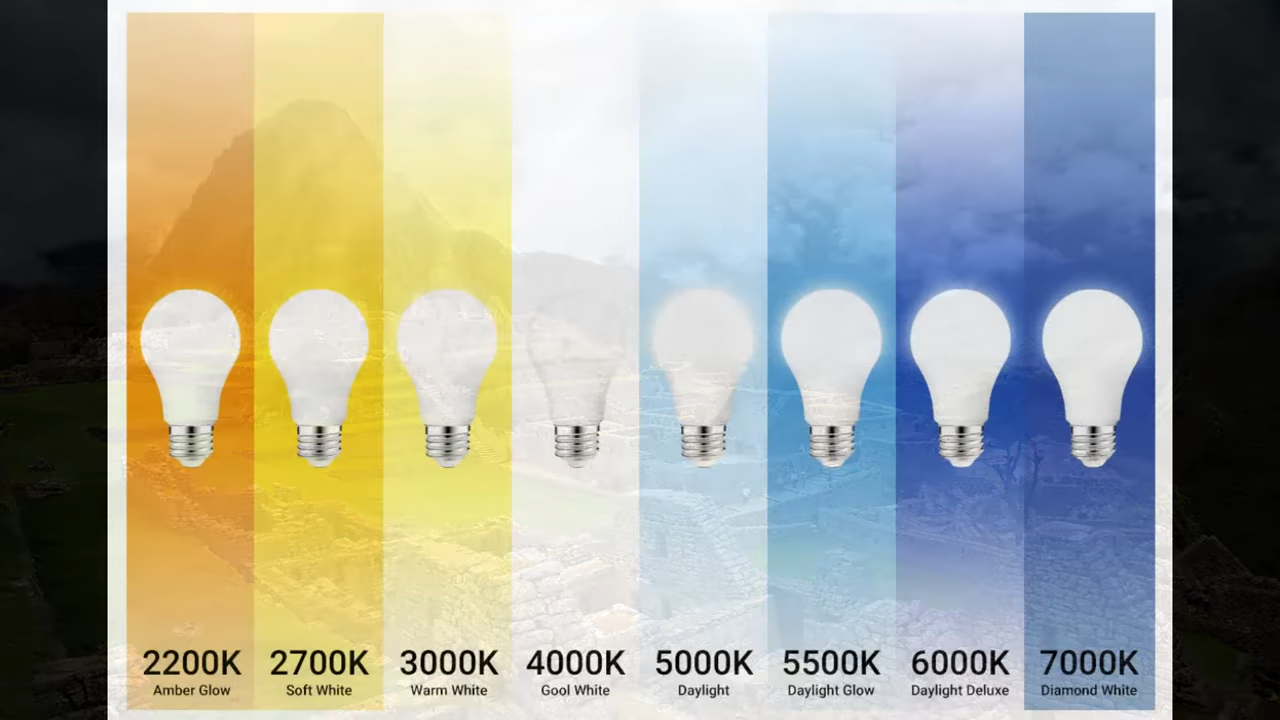 2200K 2700K 3000K 4000K 5000K 5500K 6000K 7000K
Amber Glow Soft White Warm White Gool White Daylight Daylight Glow Daylight Deluxe Diamond White